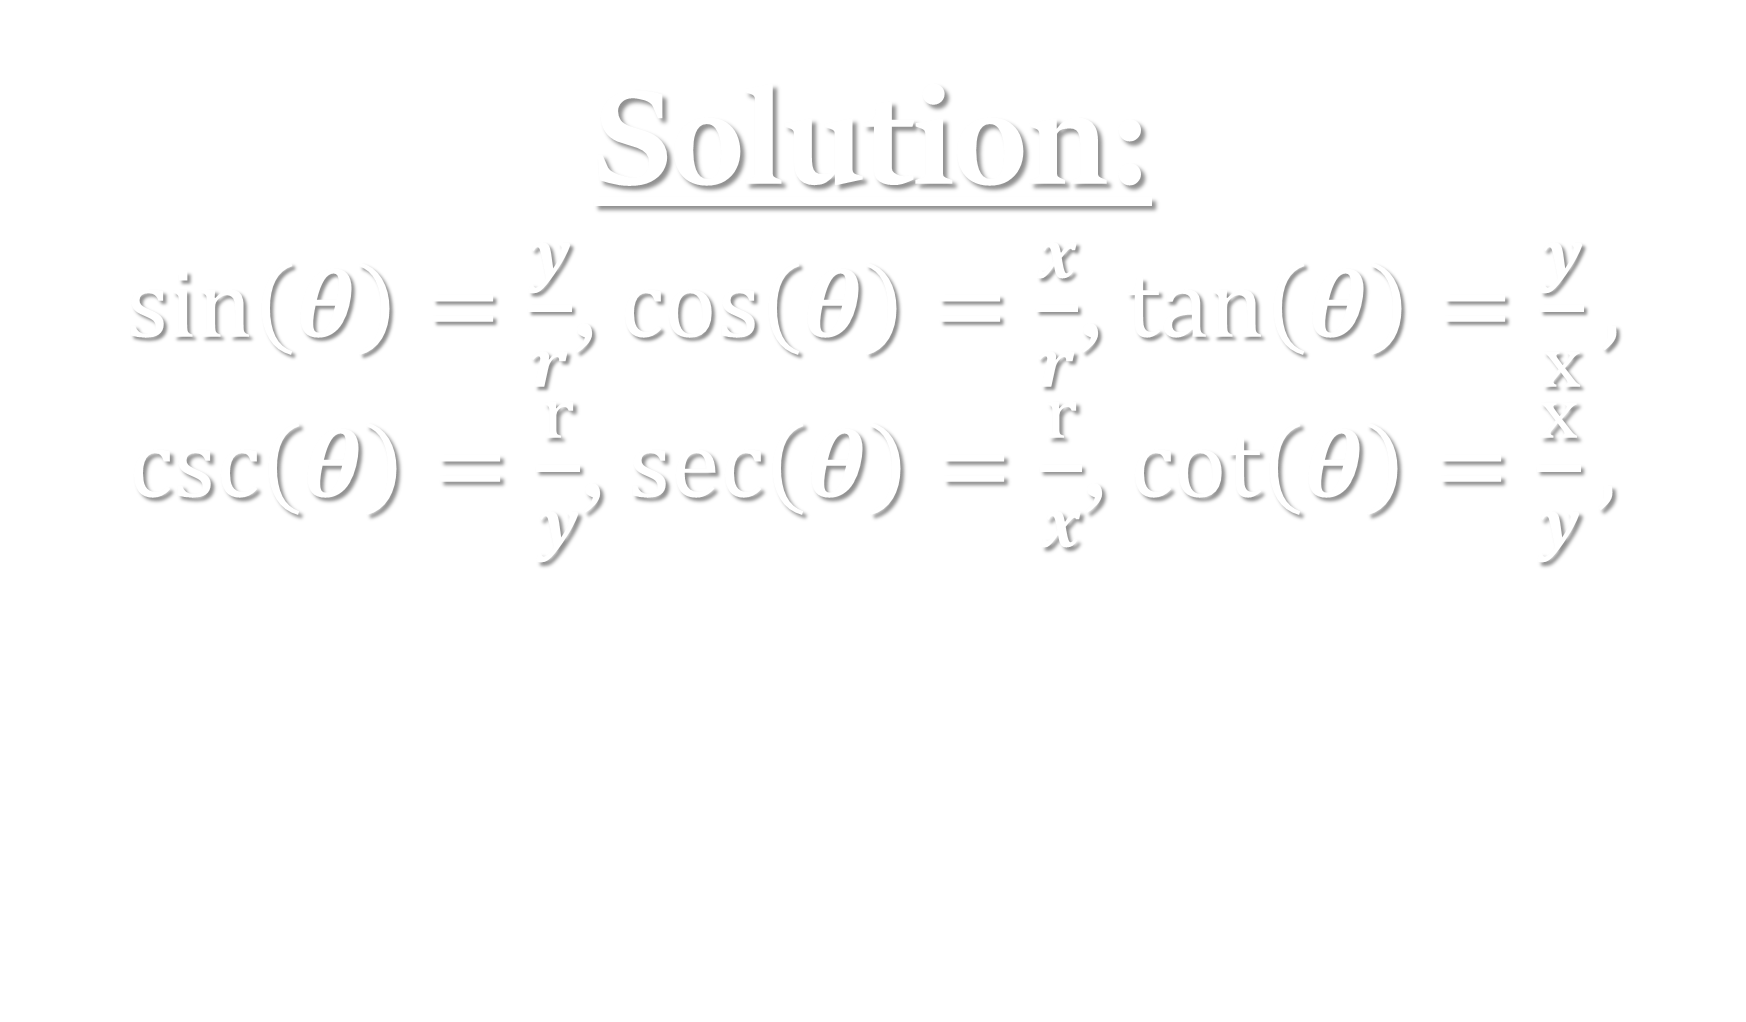 Solution:
sin(θ) = y/r, cos(θ) = x/r, tan(θ) = y/x,
csc(θ) = r/y, sec(θ) = r/x, cot(θ) = x/y,